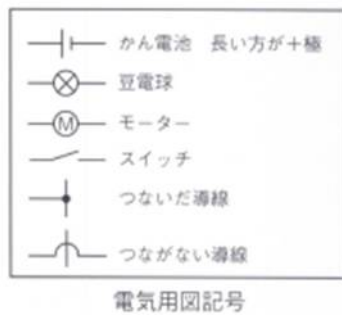 かん電池　長い方が＋極
豆電球
M モーター
スイッチ
つないだ導線
つながない導線
電気用図記号